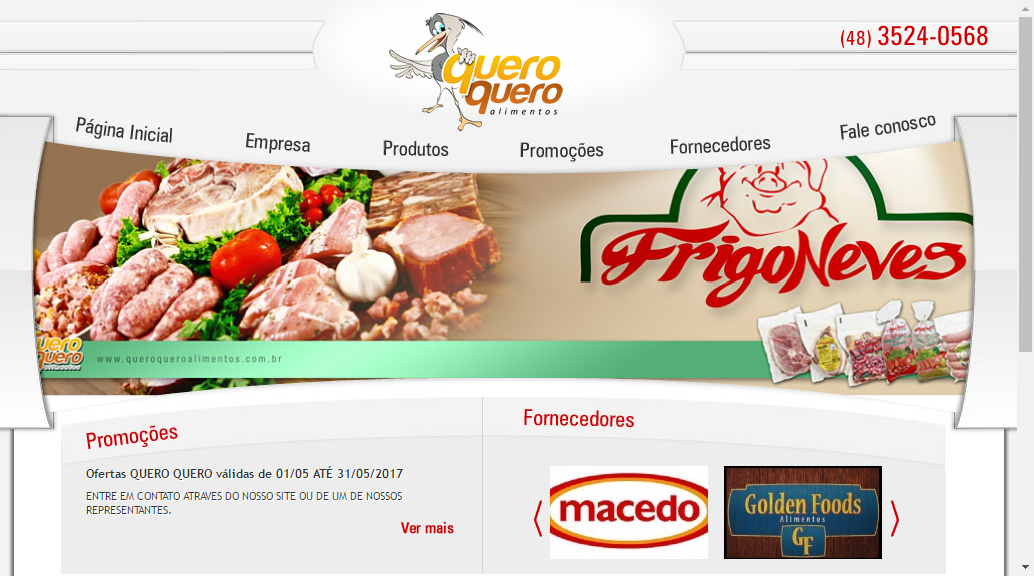 (48) 3524-0568
quero
quero
alimentos
Página Inicial
Empresa
Produtos
Promoções
Fornecedores
Fale conosco
FrigoNeves
quero
quero
alimentos
www.queroqueroalimentos.com.br
Promoções
Ofertas QUERO QUERO válidas de 01/05 ATÉ 31/05/2017
ENTRE EM CONTATO ATRAVES DO NOSSO SITE OU DE UM DE NOSSOS
REPRESENTANTES.
Ver mais
Fornecedores
macedo
Golden Foods
Alimentos
GF